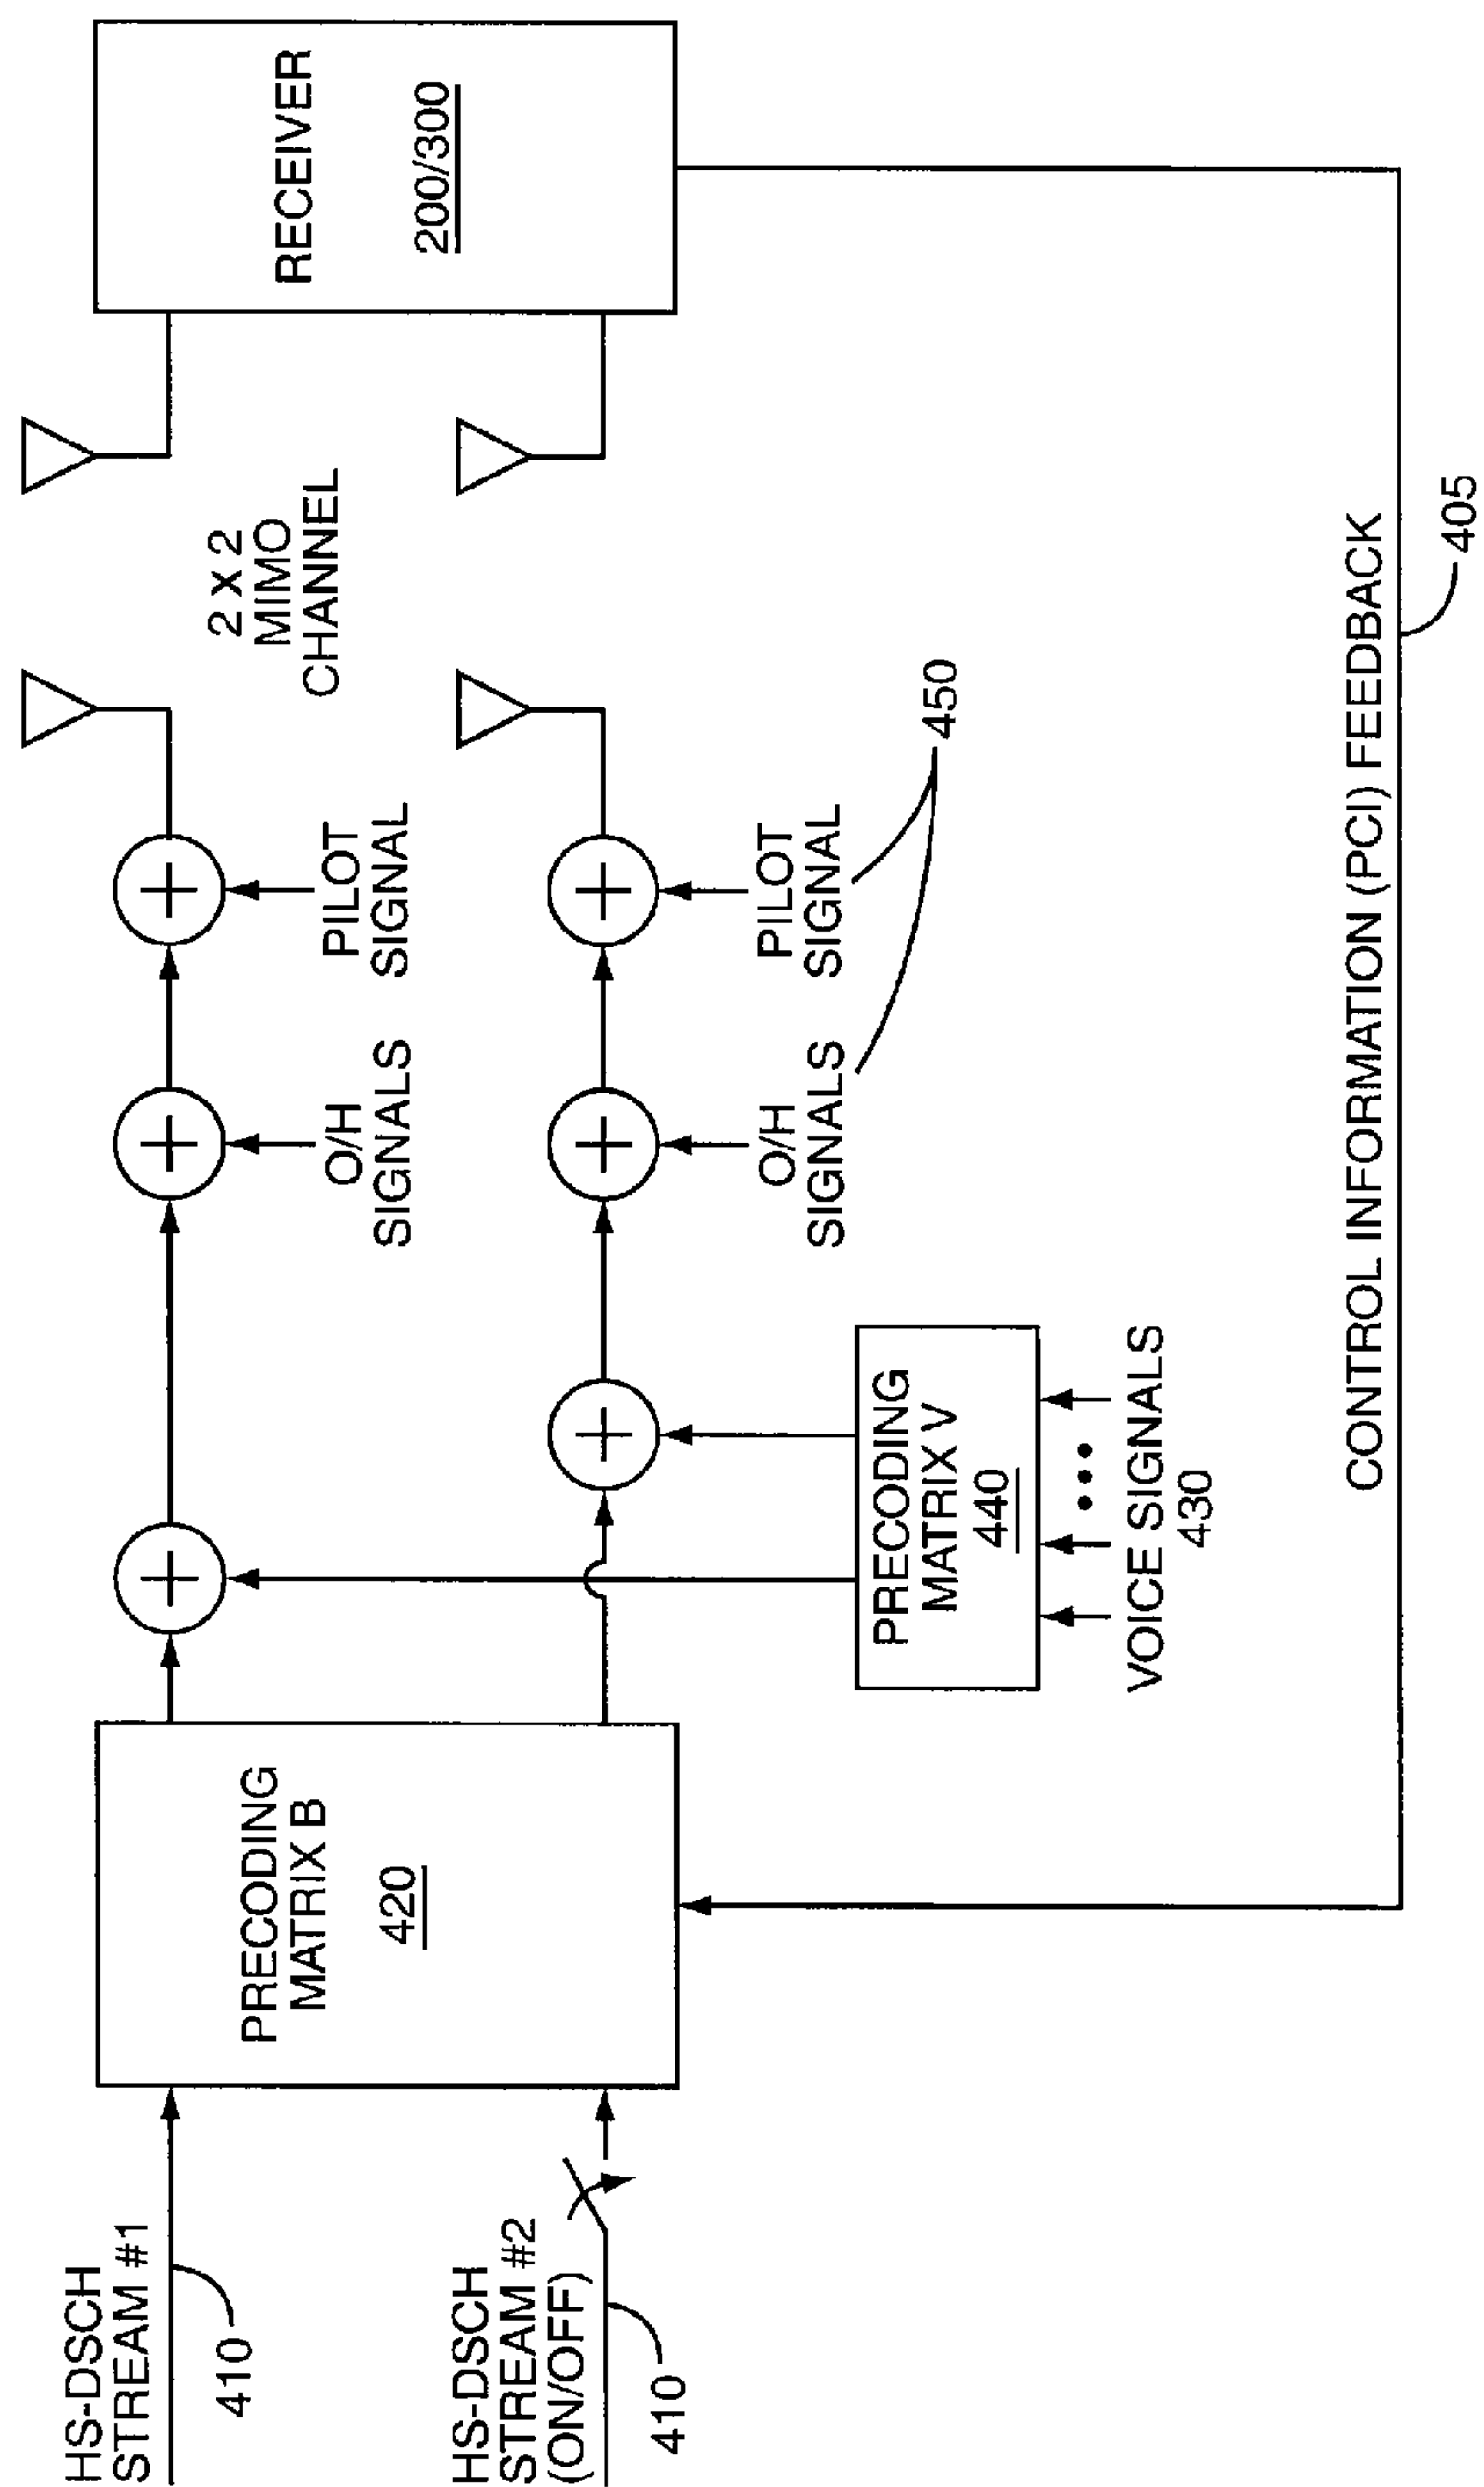 HS-DSCH
STREAM #1
410
HS-DSCH
STREAM #2
(ON/OFF)
410
PRECODING
MATRIX B
420
PRECODING
MATRIX V
440
VOICE SIGNALS
430
O/H
SIGNALS
PILOT
SIGNAL
O/H
SIGNALS
PILOT
SIGNAL
450
2 X 2
MIMO
CHANNEL
RECEIVER
200/300
CONTROL INFORMATION (PCI) FEEDBACK
405